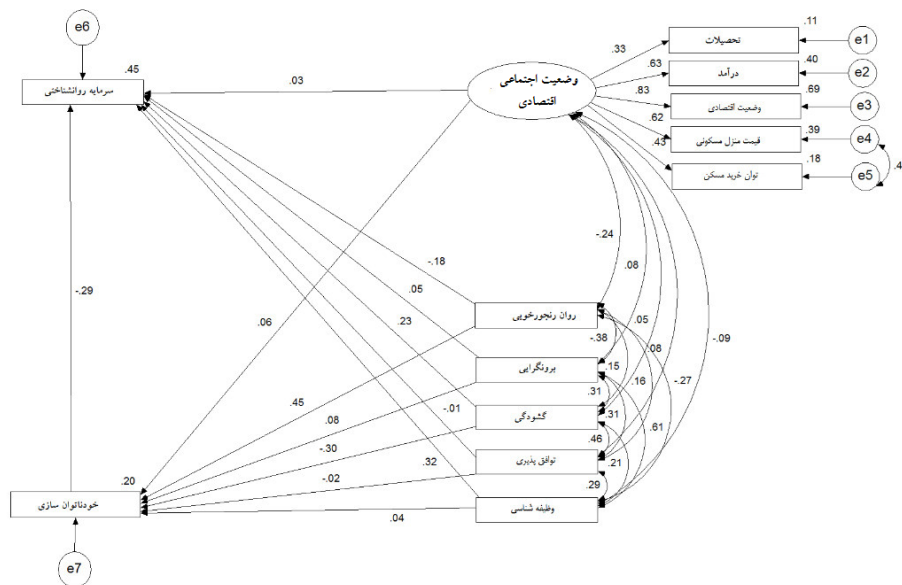 e6
.45
سرمایه روانشناختی
.03
وضعیت اجتماعی
اقتصادی
.33
.63
.83
.62
.43
.11
تحصیلات
e1
.40
درآمد
e2
.69
وضعیت اقتصادی
e3
.39
قیمت منزل مسکونی
e4
.18
توان خرید مسکن
e5
.4
-.24
.08
.05
.08
-.09
-.18
.05
.23
-.01
.32
-.29
.06
روان رنجورخویی
برونگرایی
گشودگی
توافق پذیری
وظیفه شناسی
-.38
.15
.16
-.27
.31
.31
.61
.46
.21
.29
.45
.08
-.30
-.02
.04
.20
خودناتوان سازی
e7